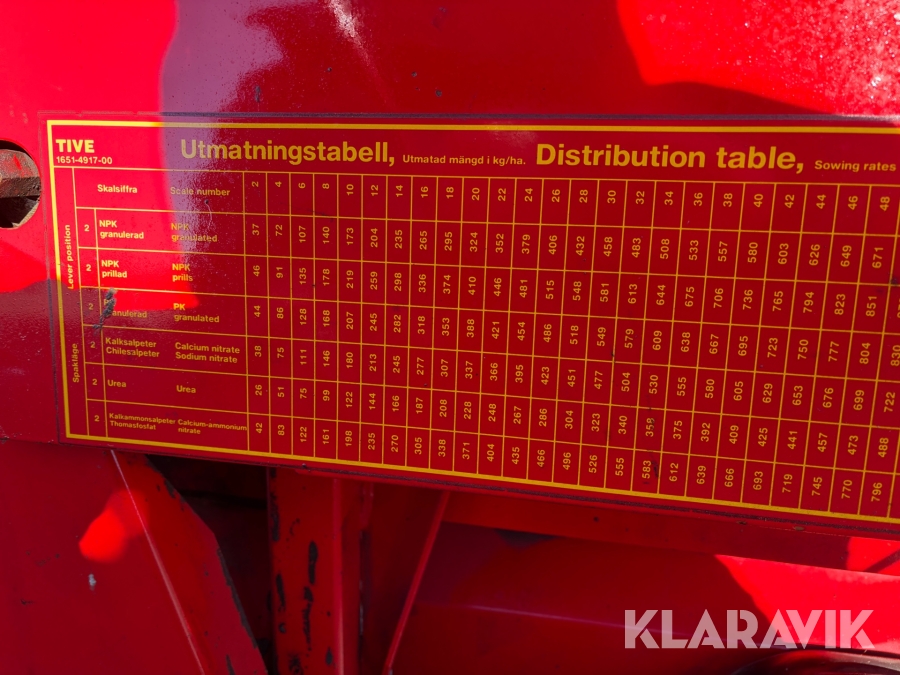 TIVE
1651-4917-00
Utmatningstabell, Utmatad mängd i kg/ha. Distribution table, Sowing rates
Skalsiffra Scale number 2 4 6 8 10 12 14 16 18 20 22 24 26 28 30 32 34 36 38 40 42 44 46 48
Lever position
Spakläge
2 NPK granulerad NPK granulated 37 72 107 140 173 204 235 265 295 324 352 379 406 432 458 483 508 533 557 580 603 626 649 671
2 NPK prillad NPK prills 46 91 135 178 219 259 298 336 374 410 446 481 515 548 581 613 644 675 706 736 765 794 823 851
2 PK PK granulated 44 86 128 168 207 245 282 318 353 388 421 454 486 518 549 579 609 638 667 695 723 750 777 804 830
2 Kalksalpeter Calcium nitrate
Chilesalpeter Sodium nitrate 38 75 111 146 180 213 245 277 307 337 366 395 423 451 477 504 530 555 580 605 629 653 676 699 722
2 Urea Urea 26 51 75 99 122 144 166 187 208 228 248 267 286 304 323 340 358 375 392 409 425 441 457 473 488
2 Kalkammonsalpeter Calcium-ammonium
Thomasfosfat nitrate 42 83 122 161 198 235 270 305 338 371 404 435 466 496 526 555 583 612 639 666 693 719 745 770 796
KLARAVIK